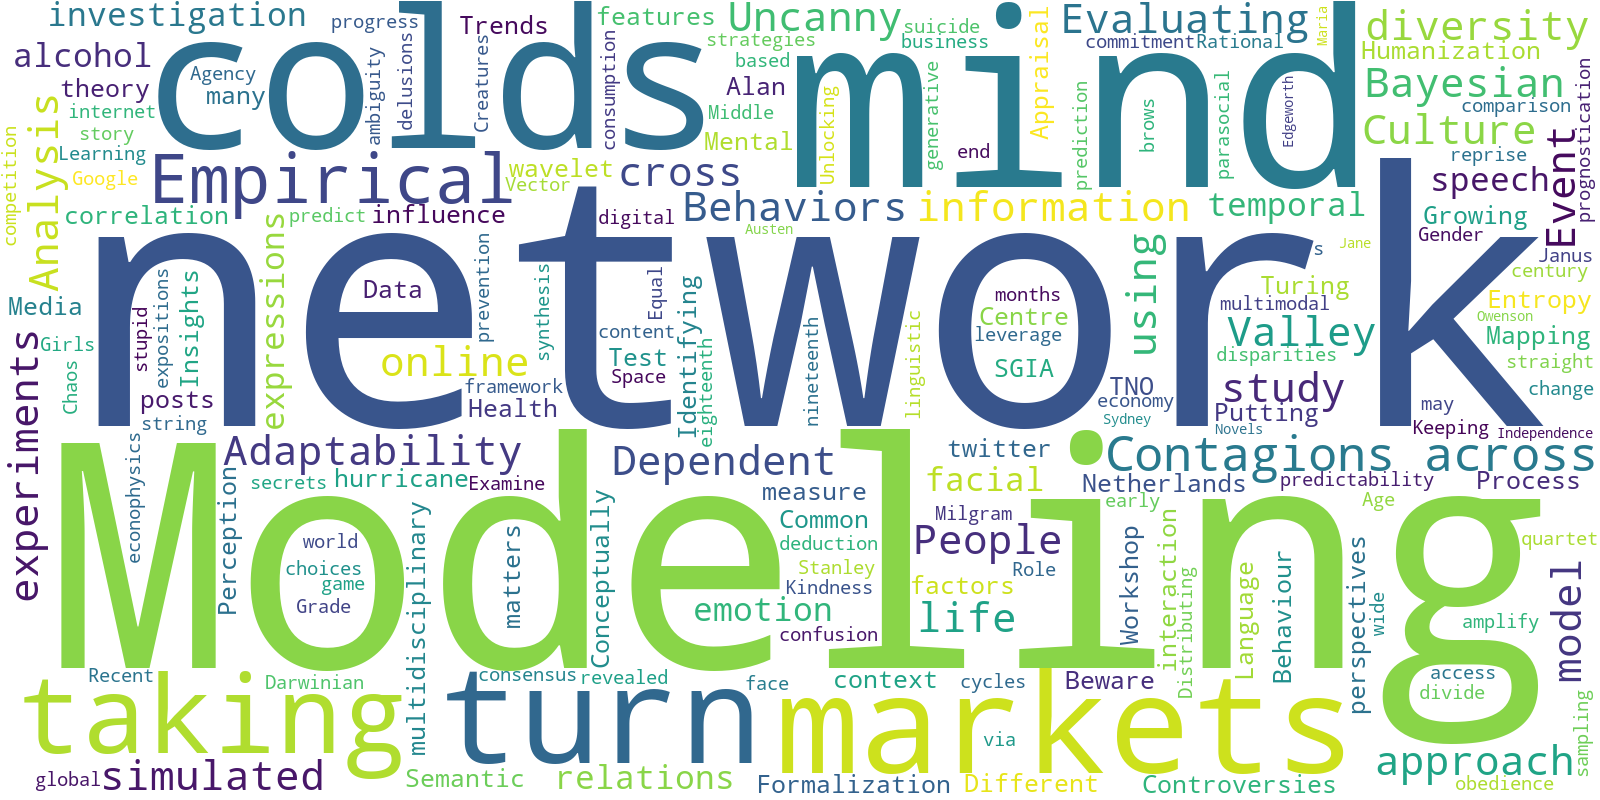 investigation
progress
Trends
features
Uncanny
suicide
Evaluating
Maria
diversity
colds
mind
strategies
business
commitment
Rational
Humanization
alcohol
Agency
many
ambiguity
delusions
Creatures
consumption
based
Alan
Middle
Mental
Unlocking
generative
end
Appraisal
prediction
brows
parasocial
Edgeworth
Bayesian
comparison
Culture
prognostication
theory
internet
story
Learning
Google
competition
Analysis
Empirical
wavelet
Vector
cross
reprise
speech
Event
correlation
predict
influence
digital
Behaviors
Austen
information
temporal
Growing
Gender
Janus
network
expressions
prevention
synthesis
Equal
Identifying
months
Centre
leverage
using
s
Jane
Turing
multimodal
century
Entropy
Owenson
Media
Data
content
Valley
Mapping
Girls
stupid
expositions
Insights
online
Test
Space
eighteenth
nineteenth
linguistic
SGIA
disparities
straight
experiments
Chaos
posts
string
framework
Health
TNO
economy
Sydney
study
Putting
Novels
change
may
Keeping
Independence
Adaptability
Dependent
twitter
Contagions
across
econophysics
Perception
secrets
hurricane
Examine
measure
facial
Netherlands
early
predictability
Age
Process
Modeling
multidisciplinary
matters
Conceptually
Common
deduction
Milgram
People
quartet
world
choices
game
Grade
Stanley
Kindness
factors
Role
Workshop
interaction
Distributing
Language
Behaviour
perspectives
wide
amplify
model
emotion
confusion
life
Recent
Darwinian
consensus
revealed
face
context
cycles
Beware
access
divide
sampling
taking
turn
markets
via
approach
global
simulated
Semantic
relations
Formalization
Different
Controversies
obedience